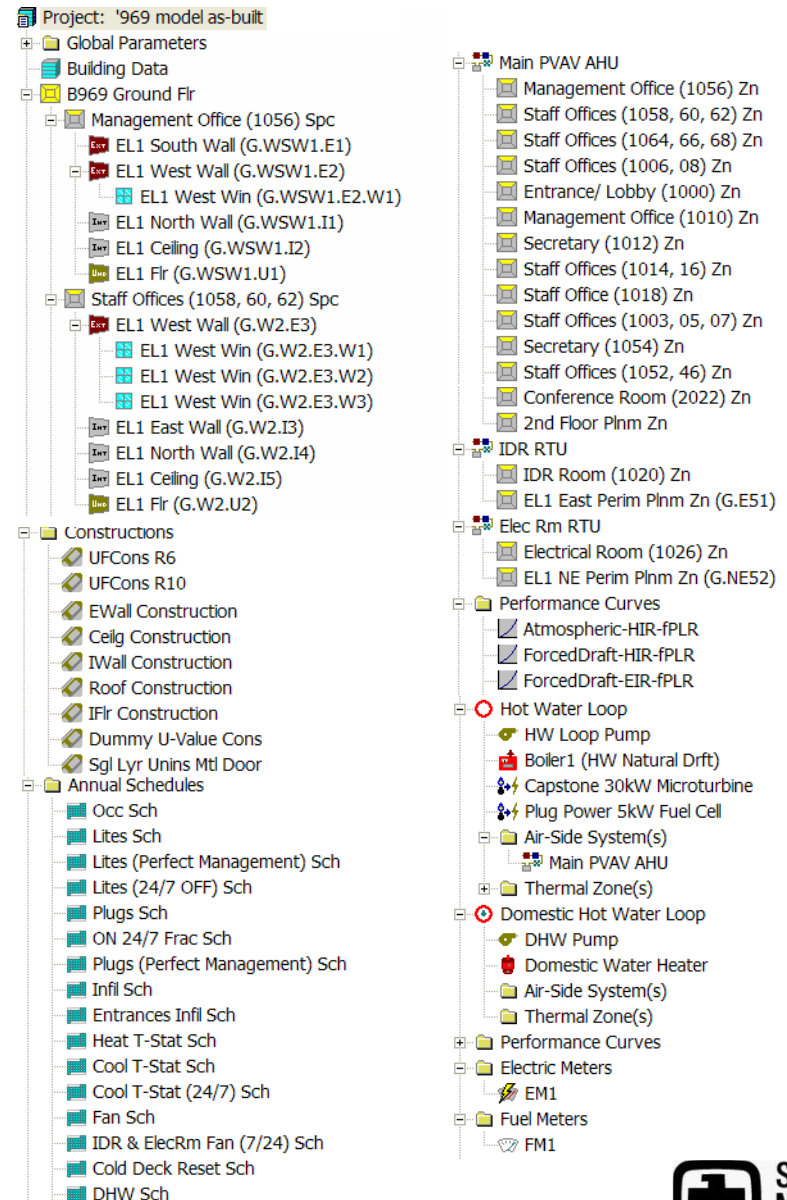 Project: '969 model as-built
Global Parameters
Building Data
B969 Ground Flr
Management Office (1056) Spc
EL1 South Wall (G.WSW1.E1)
EL1 West Wall (G.WSW1.E2)
EL1 West Win (G.WSW1.E2.W1)
EL1 North Wall (G.WSW1.I1)
EL1 Ceiling (G.WSW1.I2)
EL1 Flr (G.WSW1.U1)
Staff Offices (1058, 60, 62) Spc
EL1 West Wall (G.W2.E3)
EL1 West Win (G.W2.E3.W1)
EL1 West Win (G.W2.E3.W2)
EL1 West Win (G.W2.E3.W3)
EL1 East Wall (G.W2.I3)
EL1 North Wall (G.W2.I4)
EL1 Ceiling (G.W2.I5)
EL1 Flr (G.W2.U2)
Constructions
UFCons R6
UFCons R10
EWall Construction
Ceilg Construction
IWall Construction
Roof Construction
IFlr Construction
Dummy U-Value Cons
Sgl Lyr Unins Mtl Door
Annual Schedules
Occ Sch
Lites Sch
Lites (Perfect Management) Sch
Lites (24/7 OFF) Sch
Plugs Sch
ON 24/7 Frac Sch
Plugs (Perfect Management) Sch
Infil Sch
Entrances Infil Sch
Heat T-Stat Sch
Cool T-Stat Sch
Cool T-Stat (24/7) Sch
Fan Sch
IDR & ElecRm Fan (7/24) Sch
Cold Deck Reset Sch
DHW Sch
Main PVAV AHU
Management Office (1056) Zn
Staff Offices (1058, 60, 62) Zn
Staff Offices (1064, 66, 68) Zn
Staff Offices (1006, 08) Zn
Entrance/ Lobby (1000) Zn
Management Office (1010) Zn
Secretary (1012) Zn
Staff Offices (1014, 16) Zn
Staff Office (1018) Zn
Staff Offices (1003, 05, 07) Zn
Secretary (1054) Zn
Staff Offices (1052, 46) Zn
Conference Room (2022) Zn
2nd Floor Plnm Zn
IDR RTU
IDR Room (1020) Zn
EL1 East Perim Plnm Zn (G.E51)
Elec Rm RTU
Electrical Room (1026) Zn
EL1 NE Perim Plnm Zn (G.NE52)
Performance Curves
Atmospheric-HIR-fPLR
ForcedDraft-HIR-fPLR
ForcedDraft-EIR-fPLR
Hot Water Loop
HW Loop Pump
Boiler1 (HW Natural Drft)
Capstone 30kW Microturbine
Plug Power 5kW Fuel Cell
Air-Side System(s)
Main PVAV AHU
Thermal Zone(s)
Domestic Hot Water Loop
DHW Pump
Domestic Water Heater
Air-Side System(s)
Thermal Zone(s)
Performance Curves
Electric Meters
EM1
Fuel Meters
FM1